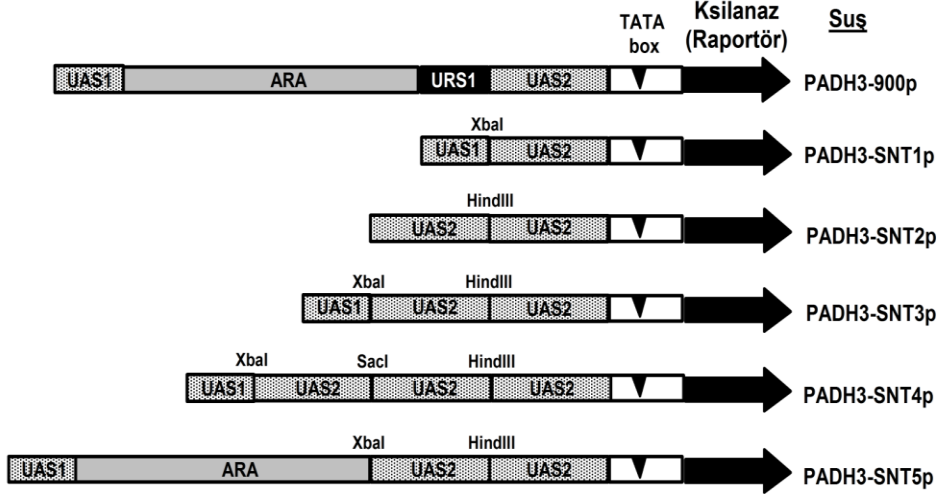 TATA
box
Ksilanaz
(Raportör)
Suş
UAS1 ARA URS1 UAS2 PADH3-900p
XbaI
UAS1 UAS2 PADH3-SNT1p
HindIII
UAS2 UAS2 PADH3-SNT2p
XbaI HindIII
UAS1 UAS2 UAS2 PADH3-SNT3p
XbaI SacI HindIII
UAS1 UAS2 UAS2 UAS2 PADH3-SNT4p
XbaI HindIII
UAS1 ARA UAS2 UAS2 PADH3-SNT5p